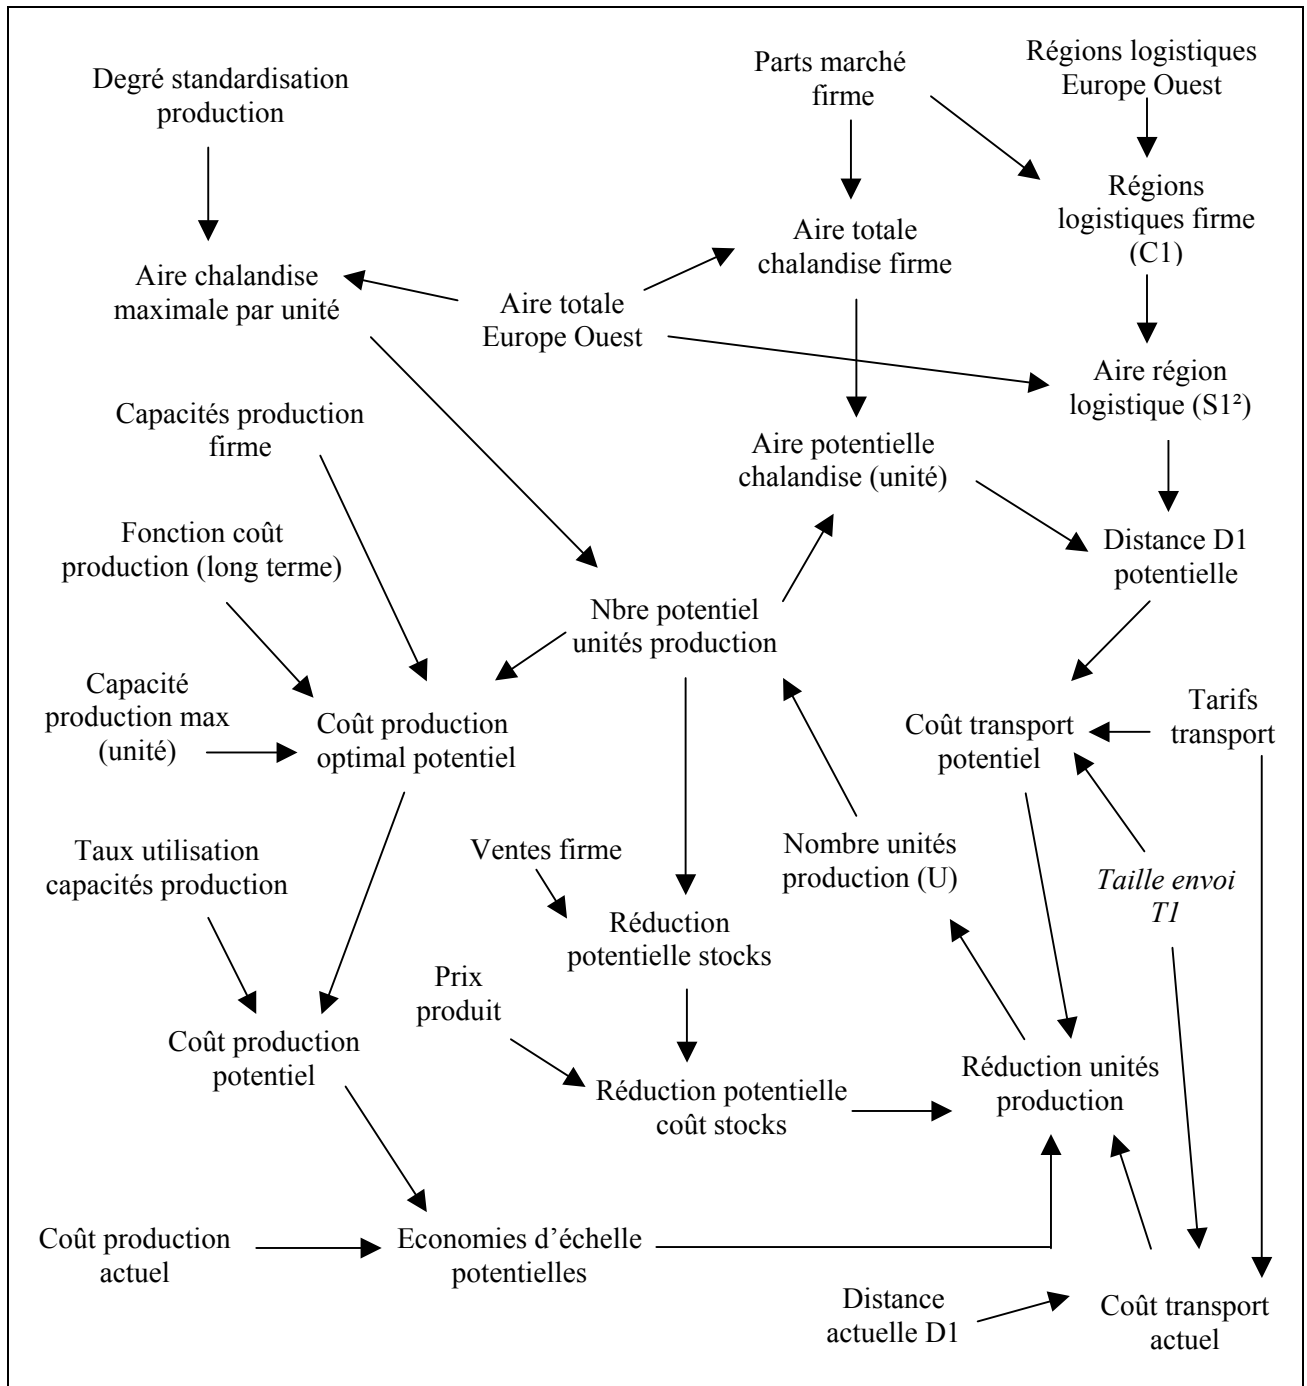 Degré standardisation
production
Parts marché
firme
Régions logistiques
Europe Ouest
Régions
logistiques firme
(C1)
Aire totale
chalandise firme
Aire chalandise
maximale par unité
Aire totale
Europe Ouest
Aire région
logistique (S1²)
Capacités production
firme
Aire potentielle
chalandise (unité)
Fonction coût
production (long terme)
Distance D1
potentielle
Nbre potentiel
unités production
Capacité
production max
(unité)
Coût production
optimal potentiel
Coût transport
potentiel
Tarifs
transport
Taux utilisation
capacités production
Ventes firme
Nombre unités
production (U)
Taille envoi
T1
Réduction
potentielle stocks
Prix
produit
Coût production
potentiel
Réduction potentielle
coût stocks
Réduction unités
production
Coût production
actuel
Economies d’échelle
potentielles
Distance
actuelle D1
Coût transport
actuel